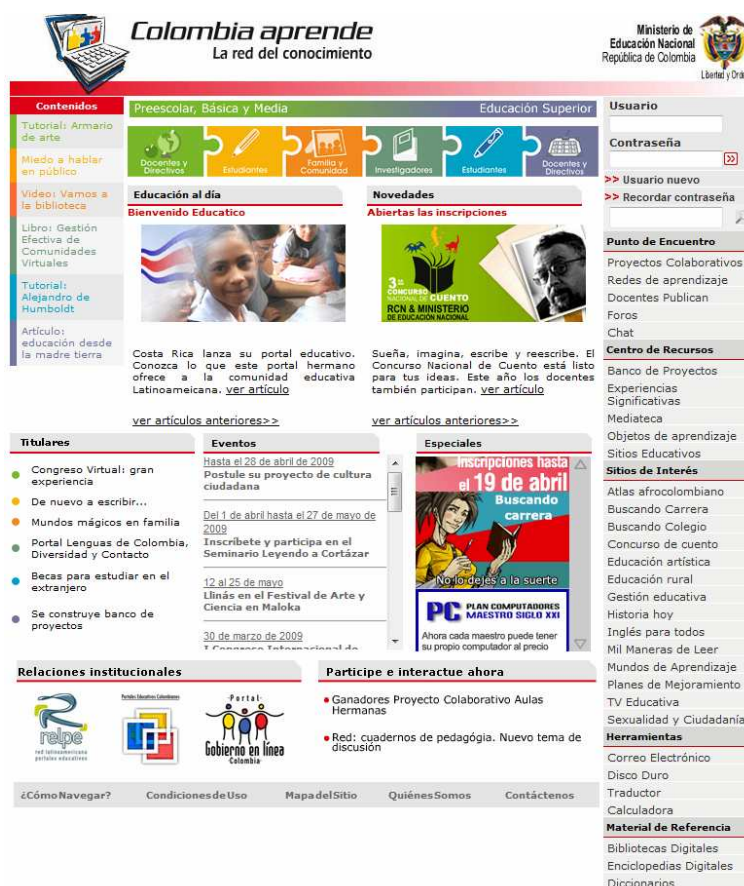 Colombia aprende
La red del conocimiento
Ministerio de
Educación Nacional
República de Colombia
Libertad y Ord
Contenidos
Tutorial: Armario
de arte
Miedo a hablar
en público
Video: Vamos a
la biblioteca
Libro: Gestión
Efectiva de
Comunidades
Virtuales
Tutorial:
Alejandro de
Humboldt
Artículo:
educación desde
la madre tierra
Preescolar, Básica y Media
Educación Superior
Docentes y
Directivos
Estudiantes
Familia y
Comunidad
Investigadores
Estudiantes
Docentes y
Directivos
Educación al día
Bienvenido Educatico
Costa Rica lanza su portal educativo.
Conozca lo que este portal hermano
ofrece a la comunidad educativa
Latinoameicana. ver artículo
ver artículos anteriores>>
Novedades
Abiertas las inscripciones
3er
CONCURSO
NACIONAL DE CUENTO
RCN & MINISTERIO
DE EDUCACIÓN NACIONAL
Sueña, imagina, escribe y reescribe. El
Concurso Nacional de Cuento está listo
para tus ideas. Este año los docentes
también participan. ver artículo
ver artículos anteriores>>
Titulares
Congreso Virtual: gran
experiencia
De nuevo a escribir...
Mundos mágicos en familia
Portal Lenguas de Colombia,
Diversidad y Contacto
Becas para estudiar en el
extranjero
Se construye banco de
proyectos
Eventos
Hasta el 28 de abril de 2009
Postule su proyecto de cultura
ciudadana
Del 1 de abril hasta el 27 de mayo de
2009
Inscríbete y participa en el
Seminario Leyendo a Cortázar
12 al 25 de mayo
Llinás en el Festival de Arte y
Ciencia en Maloka
30 de marzo de 2009
I Congreso Internacional de
Especiales
Inscripciones hasta
el 19 de abril
Buscando
carrera
No lo dejes a la suerte
PC PLAN COMPUTADORES
MAESTRO SIGLO XXI
Ahora cada maestro puede tener
su propio computador al precio
Relaciones institucionales
relpe
red latinoamericana
portales educativos
Portales Educativos Colombianos
·Portal·
Gobierno en línea
·Colombia·
Participe e interactue ahora
Ganadores Proyecto Colaborativo Aulas
Hermanas
Red: cuadernos de pedagógia. Nuevo tema de
discusión
¿Cómo Navegar?
Condiciones de Uso
Mapa del Sitio
Quiénes Somos
Contáctenos
Usuario
Contraseña
>> Usuario nuevo
>> Recordar contraseña
Punto de Encuentro
Proyectos Colaborativos
Redes de aprendizaje
Docentes Publican
Foros
Chat
Centro de Recursos
Banco de Proyectos
Experiencias
Significativas
Mediateca
Objetos de aprendizaje
Sitios Educativos
Sitios de Interés
Atlas afrocolombiano
Buscando Carrera
Buscando Colegio
Concurso de cuento
Educación artística
Educación rural
Gestión educativa
Historia hoy
Inglés para todos
Mil Maneras de Leer
Mundos de Aprendizaje
Planes de Mejoramiento
TV Educativa
Sexualidad y Ciudadanía
Herramientas
Correo Electrónico
Disco Duro
Traductor
Calculadora
Material de Referencia
Bibliotecas Digitales
Enciclopedias Digitales
Diccionarios